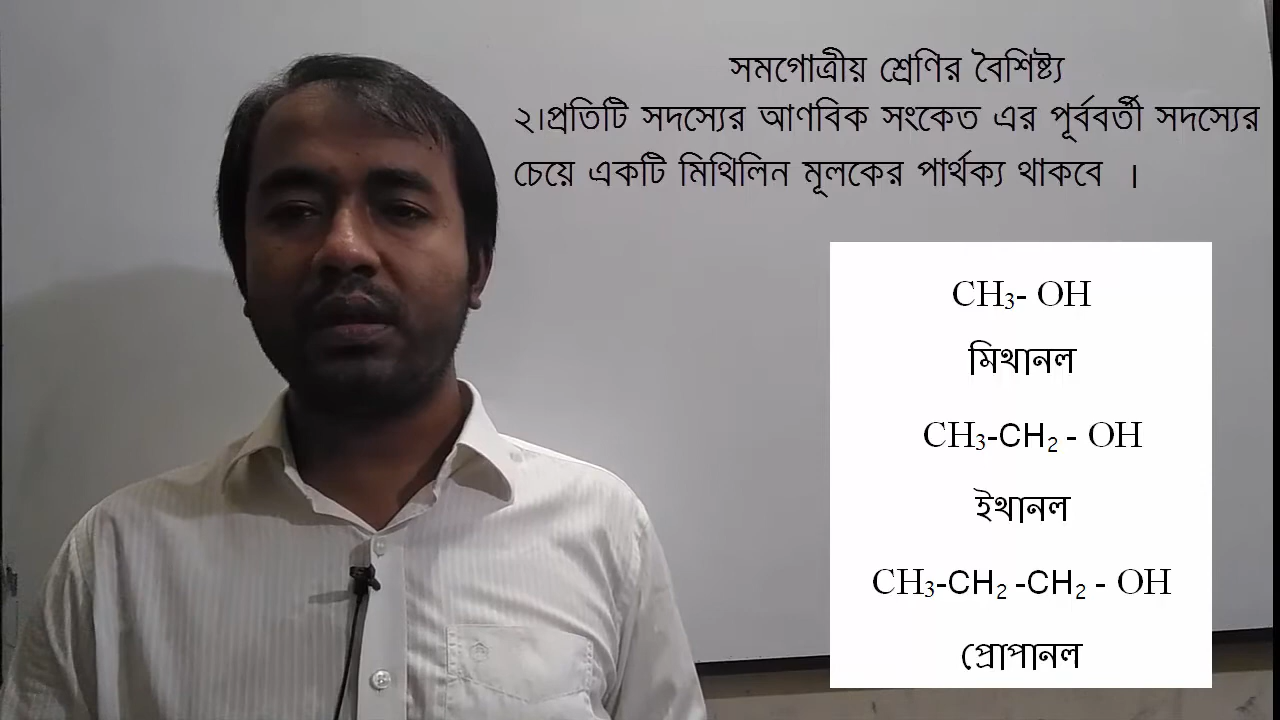 সমগোত্রীয় শ্রেণির বৈশিষ্ট্য
২।প্রতিটি সদস্যের আণবিক সংকেত এর পূর্ববর্তী সদস্যের
চেয়ে একটি মিথিলিন মূলকের পার্থক্য থাকবে ।
CH₃- OH
মিথানল
CH₃-CH₂ - OH
ইথানল
CH₃-CH₂ -CH₂ - OH
প্রোপানল